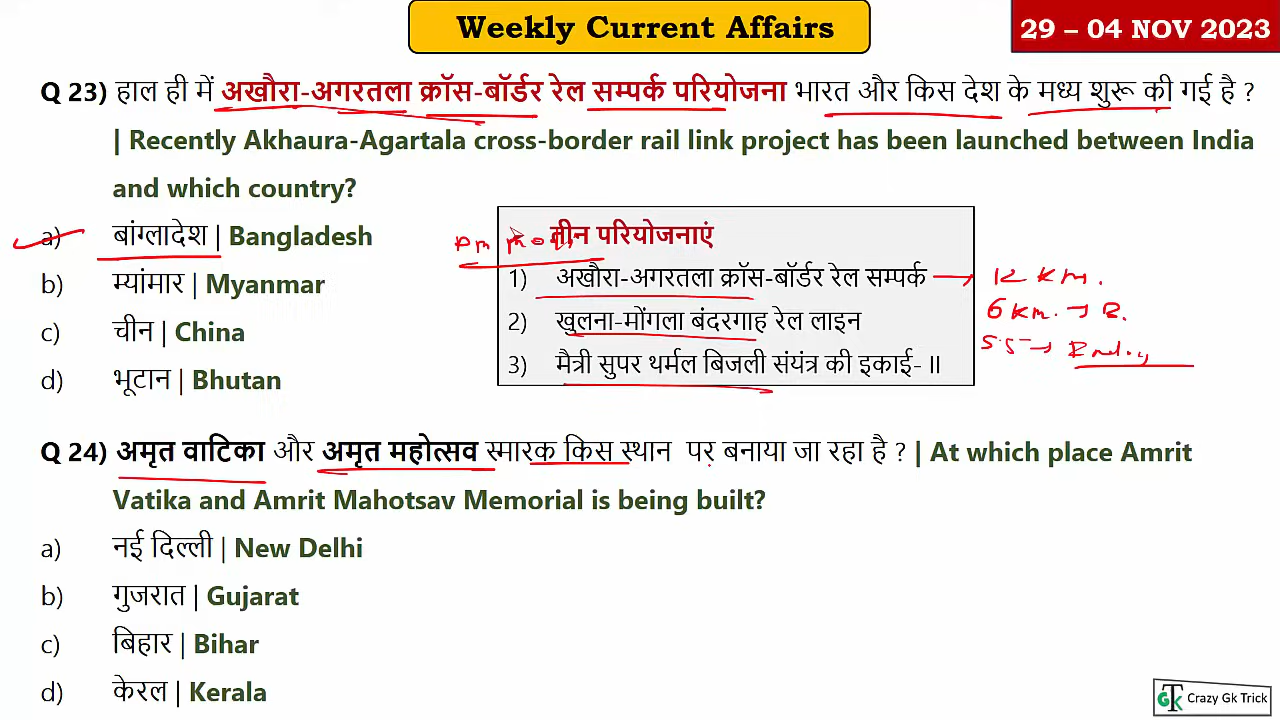 Weekly Current Affairs
29 – 04 NOV 2023
Q 23) हाल ही में अखौरा-अगरतला क्रॉस-बॉर्डर रेल सम्पर्क परियोजना भारत और किस देश के मध्य शुरू की गई है ?
| Recently Akhaura-Agartala cross-border rail link project has been launched between India
and which country?
a) बांग्लादेश | Bangladesh
b) म्यांमार | Myanmar
c) चीन | China
d) भूटान | Bhutan
तीन परियोजनाएं
1) अखौरा-अगरतला क्रॉस-बॉर्डर रेल सम्पर्क
2) खुलना-मोंगला बंदरगाह रेल लाइन
3) मैत्री सुपर थर्मल बिजली संयंत्र की इकाई-॥
12 Km.
6 Km. → B.
5.5 →
Q 24) अमृत वाटिका और अमृत महोत्सव स्मारक किस स्थान पर बनाया जा रहा है ? | At which place Amrit
Vatika and Amrit Mahotsav Memorial is being built?
a) नई दिल्ली | New Delhi
b) गुजरात | Gujarat
c) बिहार | Bihar
d) केरल | Kerala
GTK Crazy Gk Trick